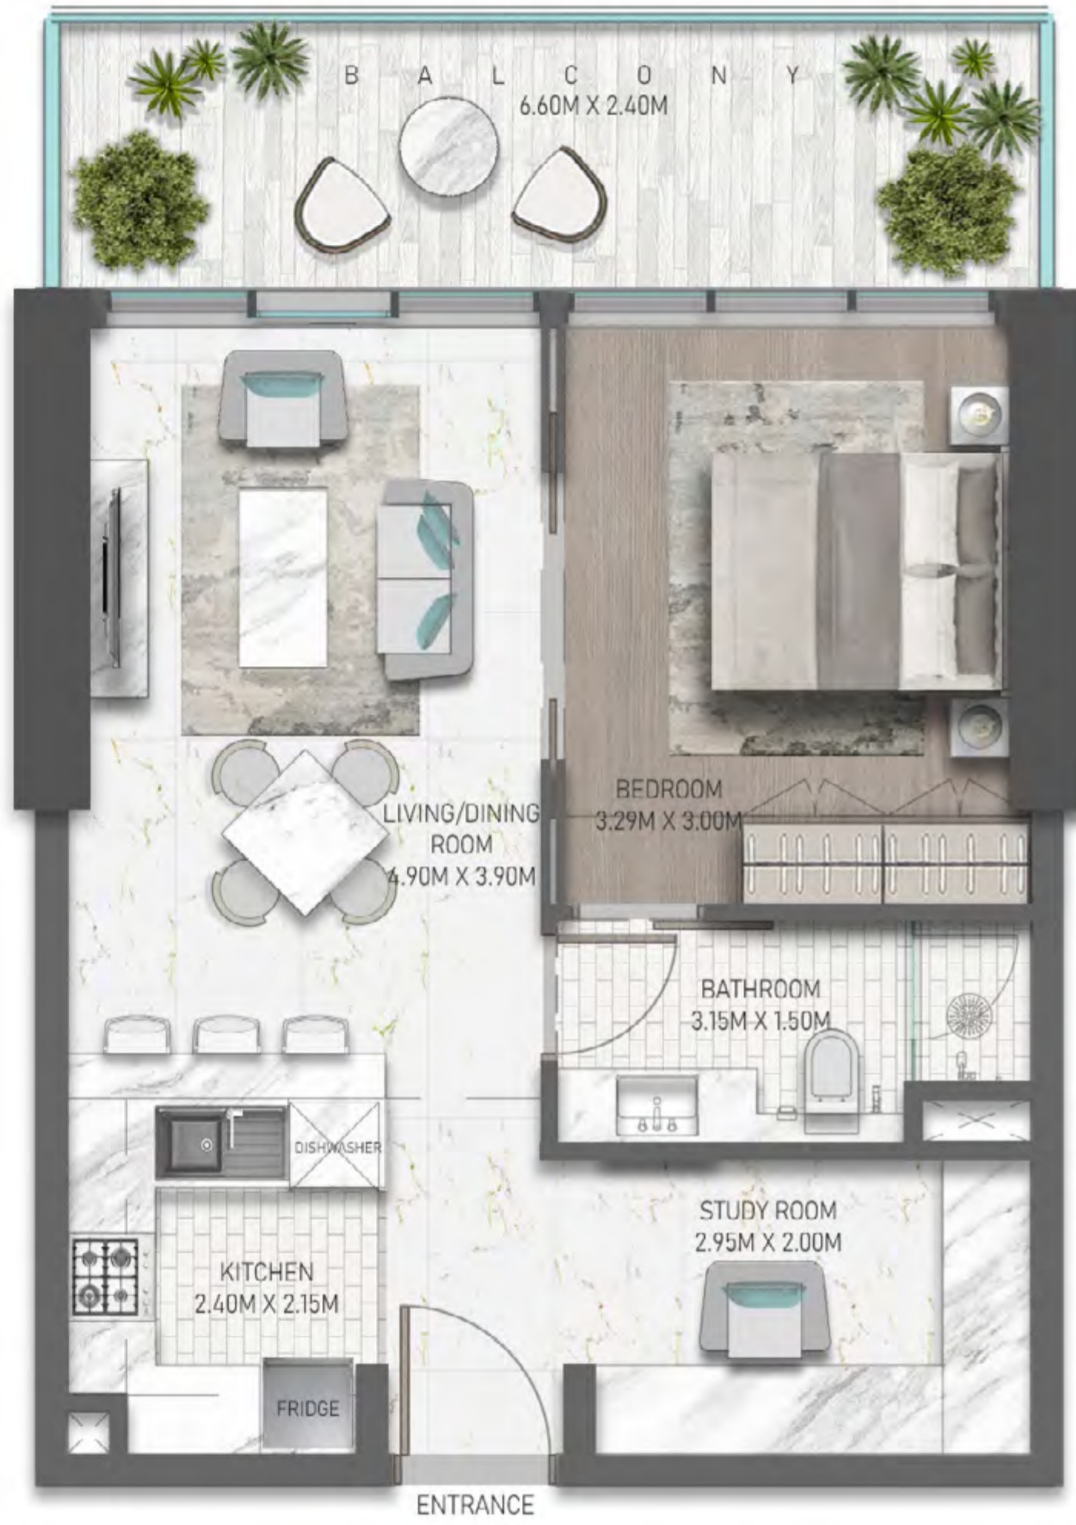 B A L C O N Y
6.60M X 2.40M
LIVING/DINING
ROOM
4.90M X 3.90M
BEDROOM
3.29M X 3.00M
BATHROOM
3.15M X 1.50M
DISHWASHER
STUDY ROOM
2.95M X 2.00M
KITCHEN
2.40M X 2.15M
FRIDGE
ENTRANCE